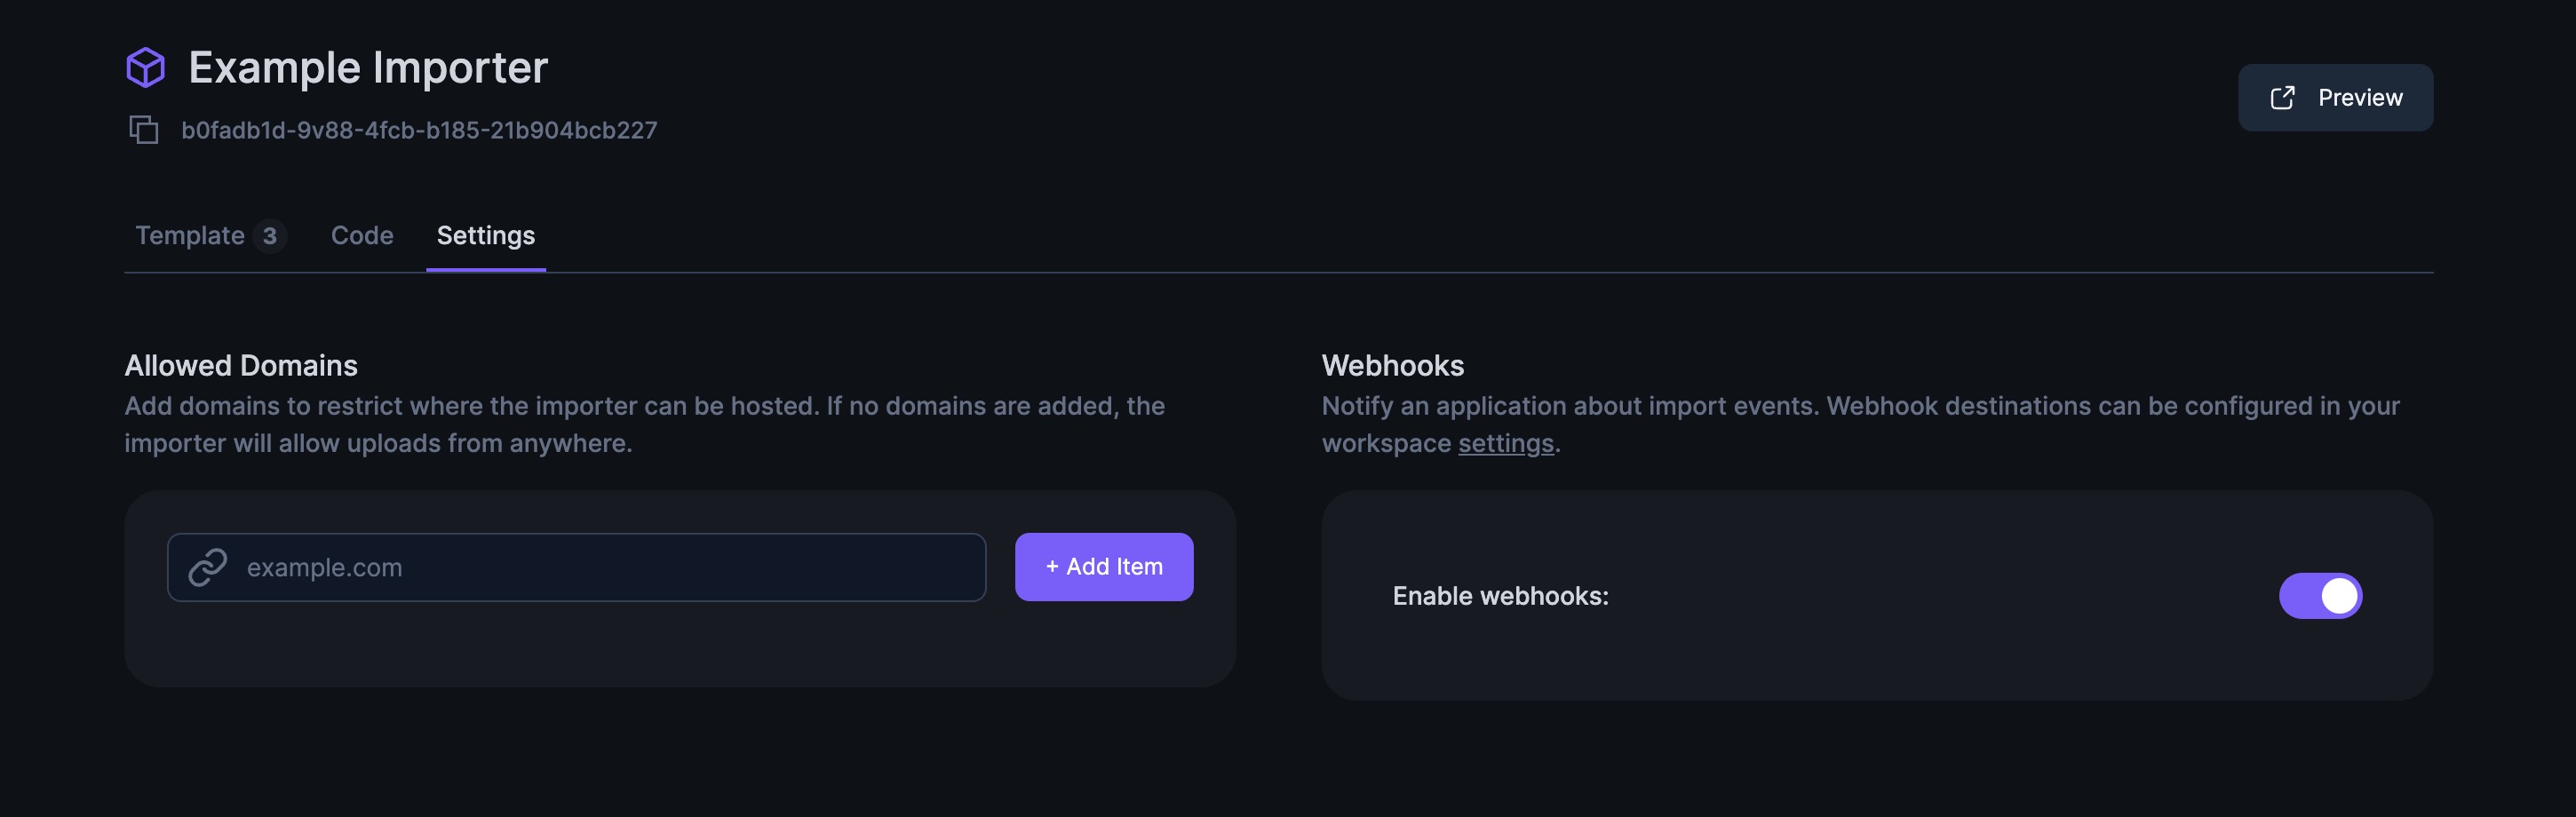 Example Importer
Preview
b0fadb1d-9v88-4fcb-b185-21b904bcb227
Template 3 Code Settings
Allowed Domains
Add domains to restrict where the importer can be hosted. If no domains are added, the
importer will allow uploads from anywhere.
example.com
+ Add Item
Webhooks
Notify an application about import events. Webhook destinations can be configured in your
workspace settings.
Enable webhooks: